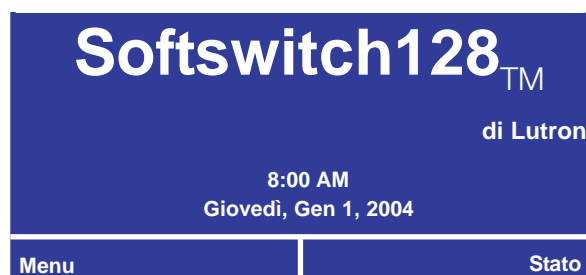 Softswitch128TM
di Lutron
8:00 AM
Giovedì, Gen 1, 2004
Menu Stato